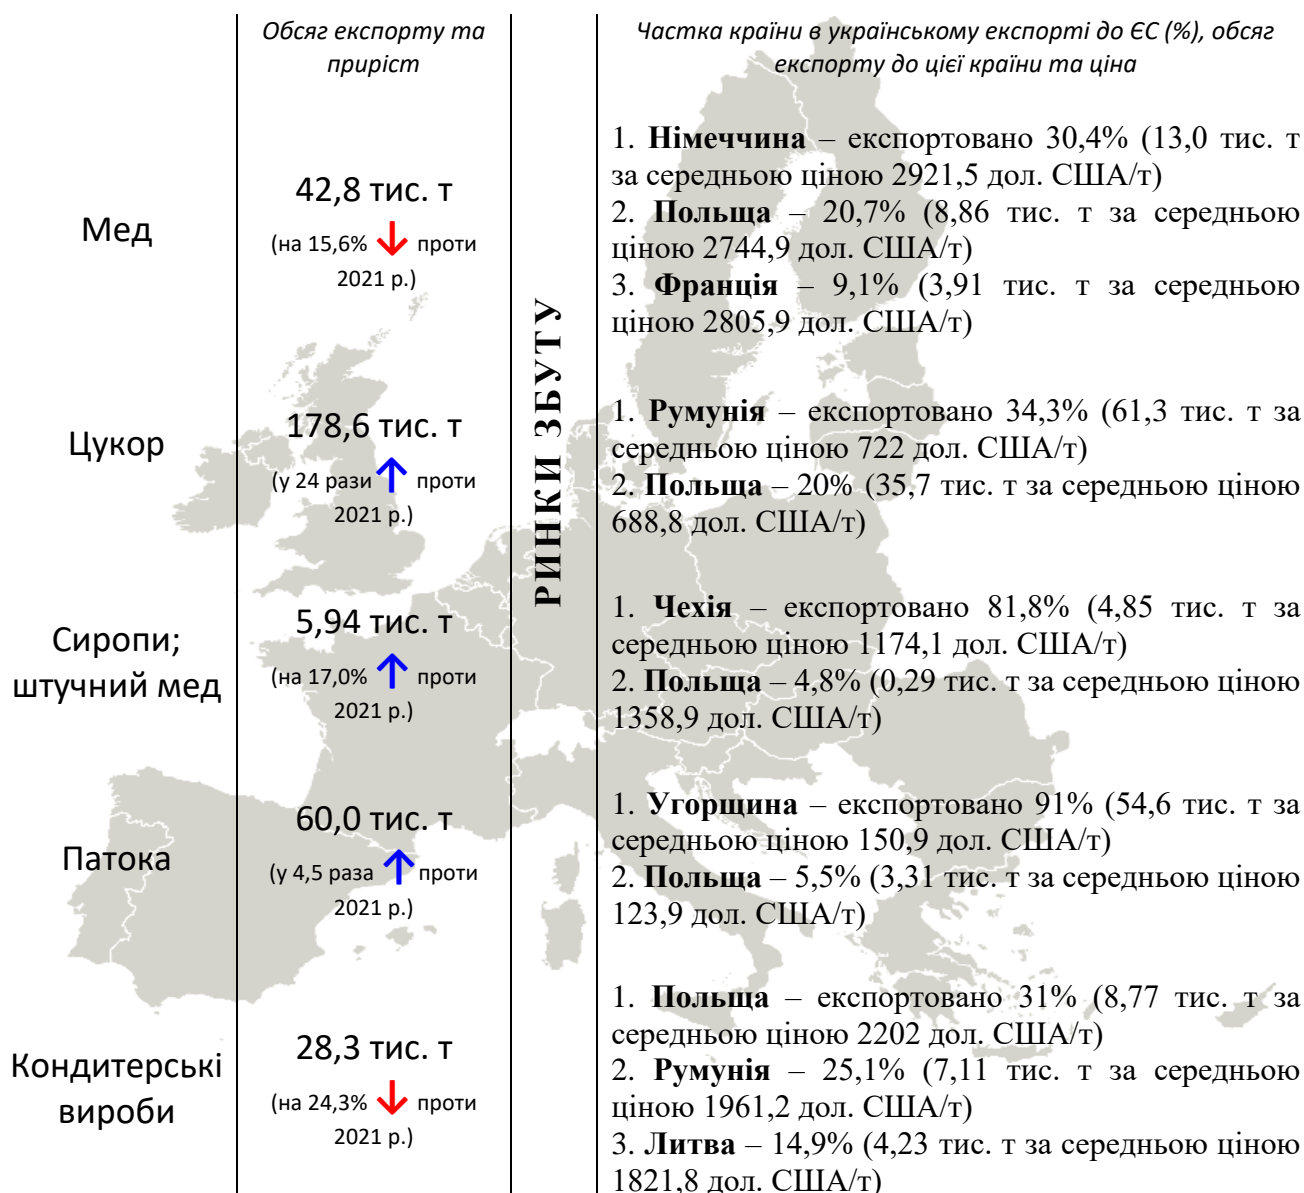 Обсяг експорту та
приріст
Частка країни в українському експорті до ЄС (%), обсяг
експорту до цієї країни та ціна
Мед
42,8 тис. т
(на 15,6% ↓ проти
2021 р.)
РИНКИ ЗБУТУ
1. Німеччина – експортовано 30,4% (13,0 тис. т
за середньою ціною 2921,5 дол. США/т)
2. Польща – 20,7% (8,86 тис. т за середньою
ціною 2744,9 дол. США/т)
3. Франція – 9,1% (3,91 тис. т за середньою
ціною 2805,9 дол. США/т)
Цукор
178,6 тис. т
(у 24 рази ↑ проти
2021 р.)
1. Румунія – експортовано 34,3% (61,3 тис. т за
середньою ціною 722 дол. США/т)
2. Польща – 20% (35,7 тис. т за середньою ціною
688,8 дол. США/т)
Сиропи;
штучний мед
5,94 тис. т
(на 17,0% ↑ проти
2021 р.)
1. Чехія – експортовано 81,8% (4,85 тис. т за
середньою ціною 1174,1 дол. США/т)
2. Польща – 4,8% (0,29 тис. т за середньою ціною
1358,9 дол. США/т)
Патока
60,0 тис. т
(у 4,5 раза ↑ проти
2021 р.)
1. Угорщина – експортовано 91% (54,6 тис. т за
середньою ціною 150,9 дол. США/т)
2. Польща – 5,5% (3,31 тис. т за середньою ціною
123,9 дол. США/т)
Кондитерські
вироби
28,3 тис. т
(на 24,3% ↓ проти
2021 р.)
1. Польща – експортовано 31% (8,77 тис. т за
середньою ціною 2202 дол. США/т)
2. Румунія – 25,1% (7,11 тис. т за середньою
ціною 1961,2 дол. США/т)
3. Литва – 14,9% (4,23 тис. т за середньою ціною
1821,8 дол. США/т)